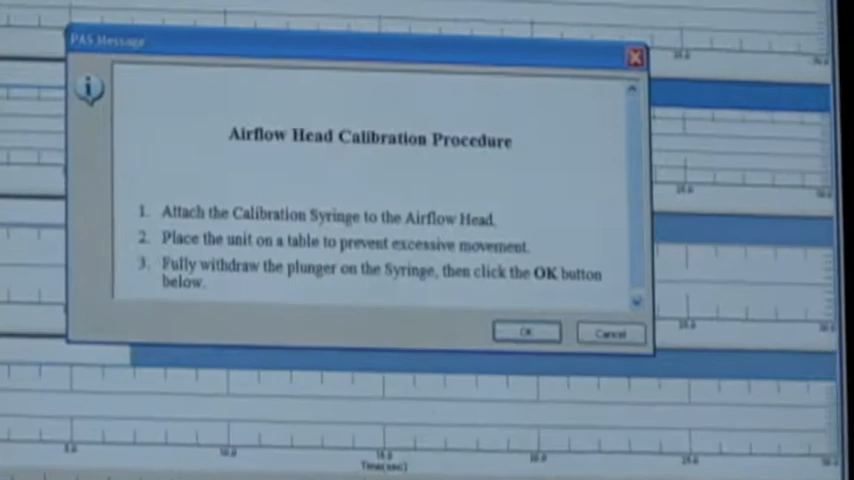 PAS Message
Airflow Head Calibration Procedure
1. Attach the Calibration Syringe to the Airflow Head.
2. Place the unit on a table to prevent excessive movement.
3. Fully withdraw the plunger on the Syringe, then click the OK button
below.
OK Cancel
Time(sec)